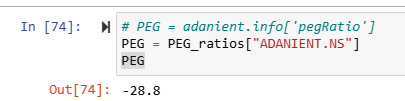 In [74]: # PEG = adanient.info['pegRatio']
PEG = PEG_ratios["ADANIENT.NS"]
PEG
Out[74]: -28.8